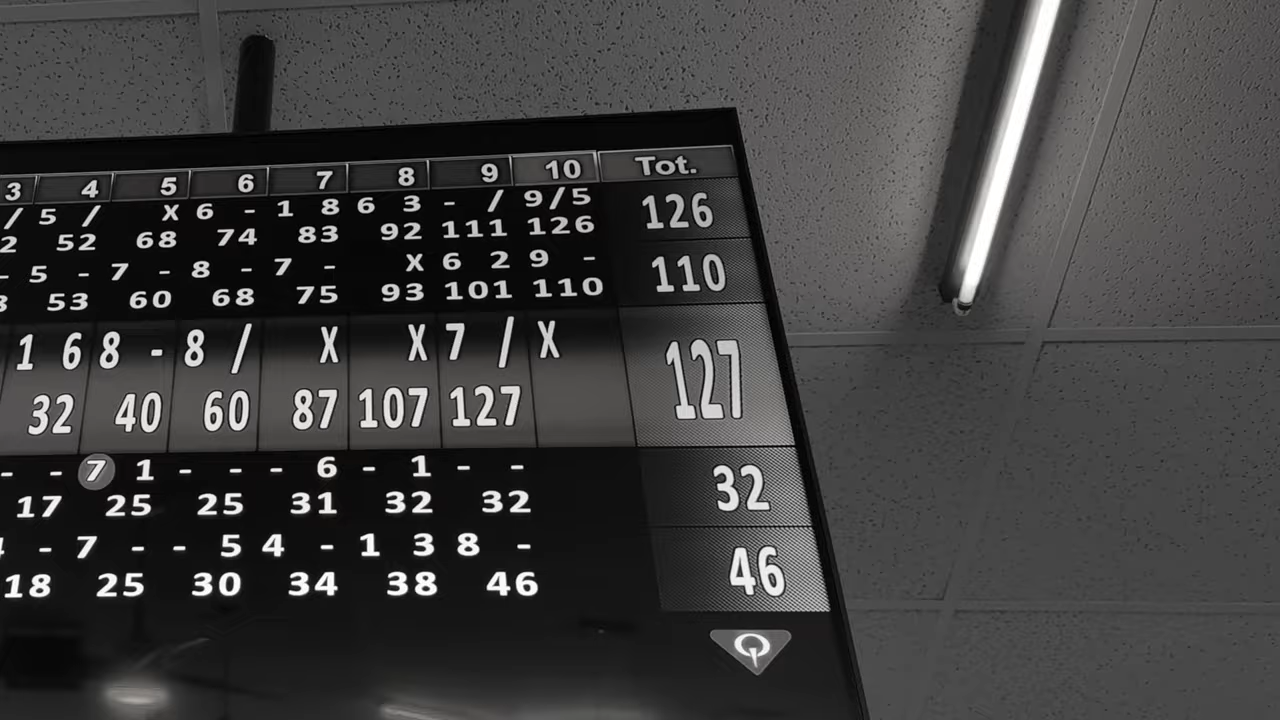 3 4 5 6 7 8 9 10 Tot.
/ 5 / X 6 - 1 8 6 3 - / 9/5
2 52 68 74 83 92 111 126 126
- 5 - 7 - 8 - 7 - X 6 2 9 -
53 60 68 75 93 101 110 110
1 6 8 - 8 / X X 7 / X
32 40 60 87 107 127 127
- - 7 1 - - - 6 - 1 - -
17 25 25 31 32 32 32
- 7 - - 5 4 - 1 3 8 -
18 25 30 34 38 46 46